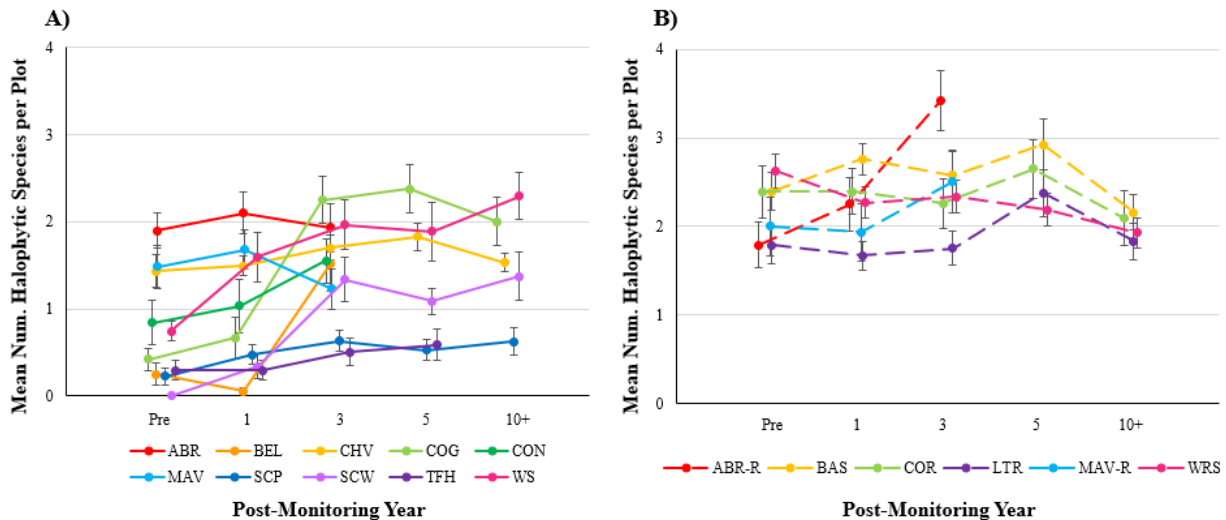 A)
Mean Num. Halophytic Species per Plot
4
3
2
1
0
Pre 1 3 5 10+
ABR BEL CHV COG CON
MAV SCP SCW TFH WS
Post-Monitoring Year
B)
Mean Num. Halophytic Species per Plot
4
3
2
1
0
Pre 1 3 5 10+
ABR-R BAS COR LTR MAV-R WRS
Post-Monitoring Year